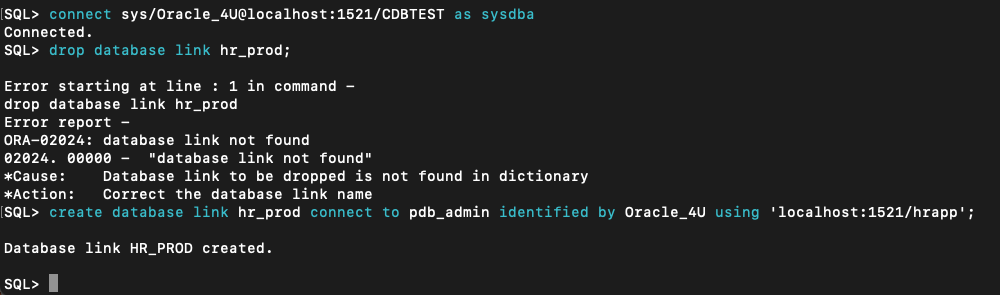 [SQL> connect sys/Oracle_4U@localhost:1521/CDBTEST as sysdba
Connected.
SQL> drop database link hr_prod;
Error starting at line : 1 in command -
drop database link hr_prod
Error report -
ORA-02024: database link not found
02024. 00000 -  "database link not found"
*Cause:    Database link to be dropped is not found in dictionary
*Action:   Correct the database link name
[SQL> create database link hr_prod connect to pdb_admin identified by Oracle_4U using 'localhost:1521/hrapp';
Database link HR_PROD created.
SQL>